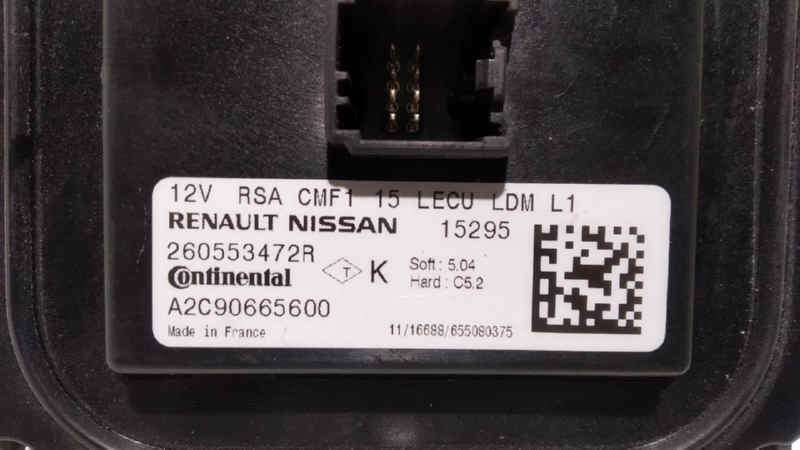 12V RSA CMF1 15 LECU LDM L1
RENAULT NISSAN 15295
260553472R
Continental T K Soft : 5.04
Hard : C5.2
A2C90665600
Made in France 11/16688/655080375